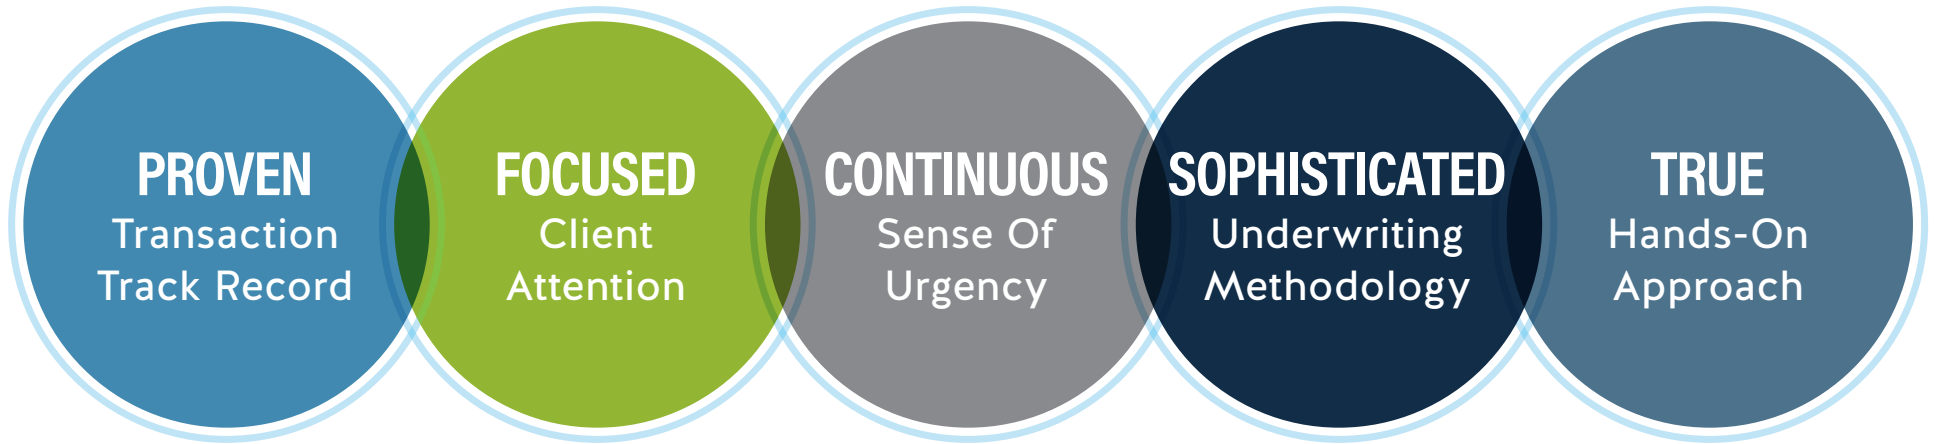 PROVEN
Transaction
Track Record
FOCUSED
Client
Attention
CONTINUOUS
Sense Of
Urgency
SOPHISTICATED
Underwriting
Methodology
TRUE
Hands-On
Approach